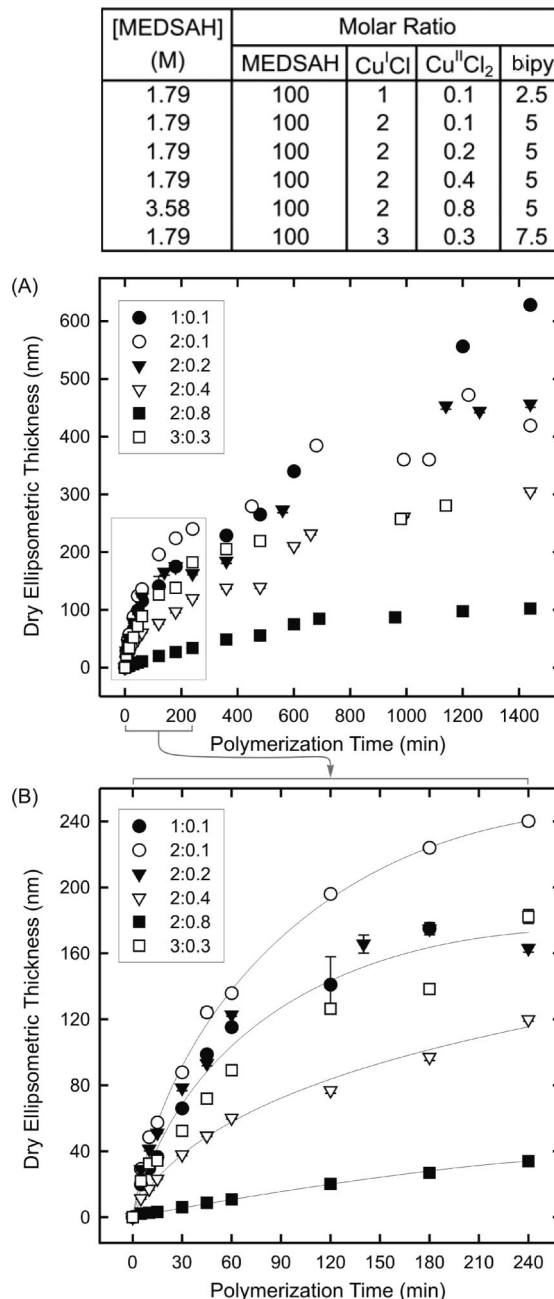 [MEDSAH] Molar Ratio
(M) MEDSAH CuᴵCl CuᴵᴵCl₂ bipy
1.79 100 1 0.1 2.5
1.79 100 2 0.1 5
1.79 100 2 0.2 5
1.79 100 2 0.4 5
3.58 100 2 0.8 5
1.79 100 3 0.3 7.5
(A)
Dry Ellipsometric Thickness (nm)
600
500
400
300
200
100
0
1:0.1
2:0.1
2:0.2
2:0.4
2:0.8
3:0.3
0 200 400 600 800 1000 1200 1400
Polymerization Time (min)
(B)
Dry Ellipsometric Thickness (nm)
240
200
160
120
80
40
0
1:0.1
2:0.1
2:0.2
2:0.4
2:0.8
3:0.3
0 30 60 90 120 150 180 210 240
Polymerization Time (min)